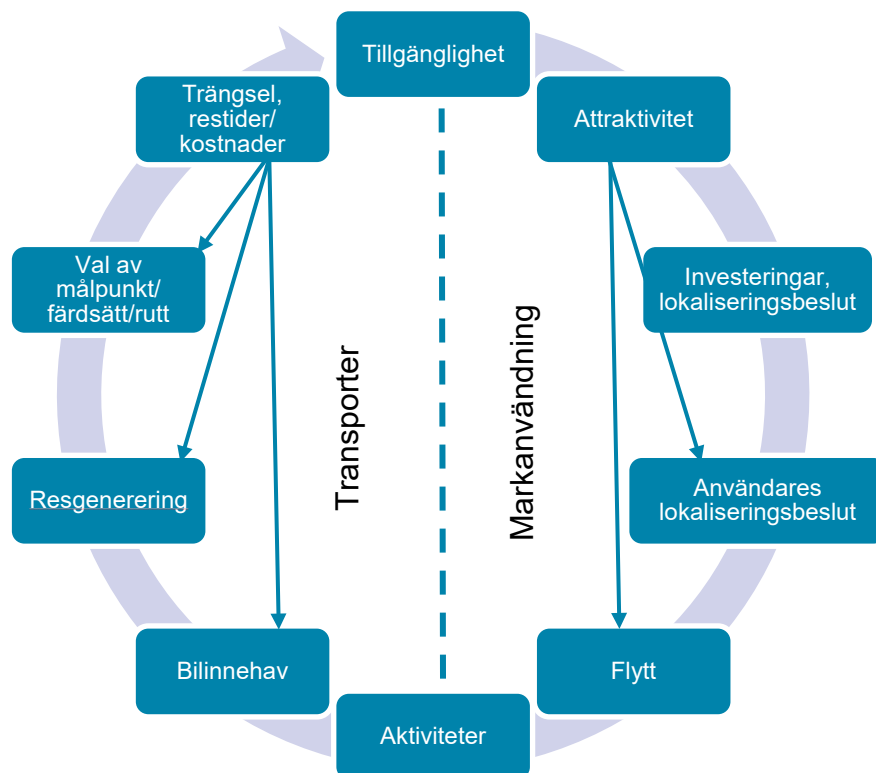 Tillgänglighet
Attraktivitet
Investeringar,
lokaliseringsbeslut
Användares
lokaliseringsbeslut
Flytt
Aktiviteter
Bilinnehav
Resgenerering
Val av
målpunkt/
färdsätt/rutt
Trängsel,
restider/
kostnader
Transporter
Markanvändning